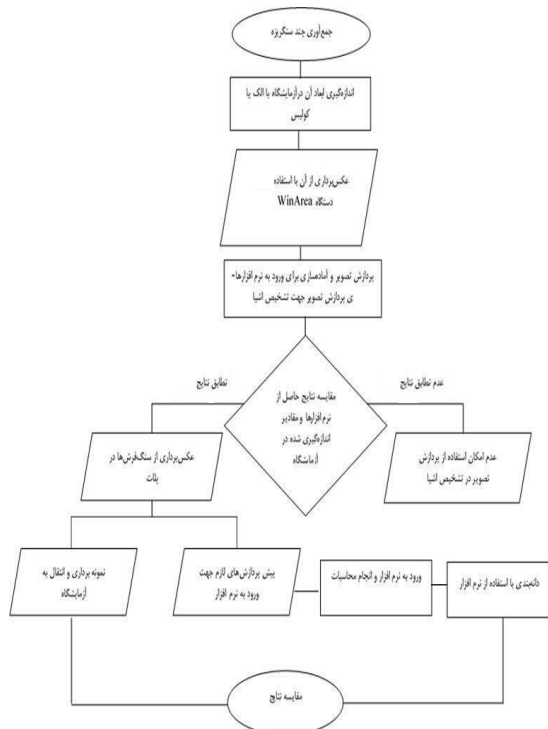 جمع‌آوری چند سنگریزه
اندازه‌گیری ابعاد آن درآزمایشگاه با الک یا
کولیس
عکس‌برداری از آن با استفاده
دستگاه WinArea
پردازش تصویر و آماده‌سازی برای ورود به نرم افزارها-
ی پردازش تصویر جهت تشخیص اشیا
تطابق نتایج
عدم تطابق نتایج
مقایسه نتایج حاصل از
نرم افزارها و مقادیر
اندازه‌گیری شده در
آزمایشگاه
عکس‌برداری از سنگ‌فرش‌ها در
پلات
عدم امکان استفاده از پردازش
تصویر در تشخیص اشیا
نمونه برداری و انتقال به
آزمایشگاه
پیش پردازش‌های لازم جهت
ورود به نرم افزار
ورود به نرم افزار و انجام محاسبات
دانه‌بندی با استفاده از نرم افزار
مقایسه نتایج